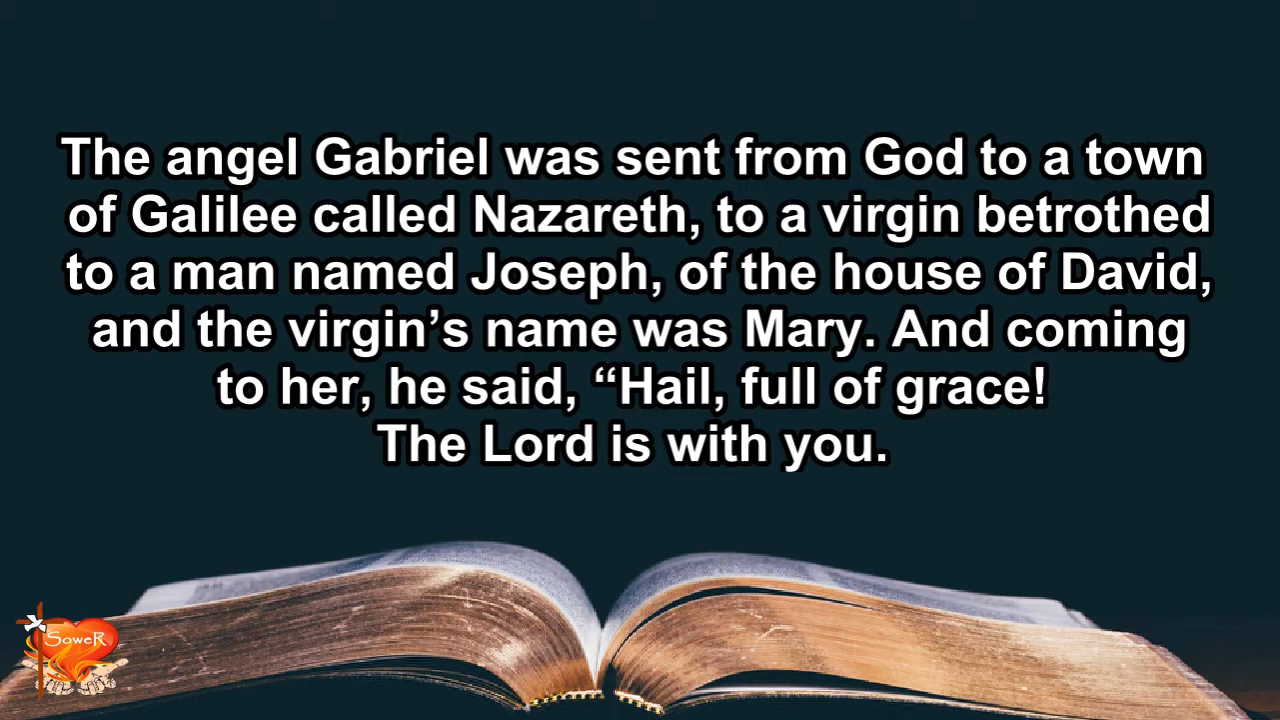 The angel Gabriel was sent from God to a town
of Galilee called Nazareth, to a virgin betrothed
to a man named Joseph, of the house of David,
and the virgin’s name was Mary. And coming
to her, he said, “Hail, full of grace!
The Lord is with you.
SoweR